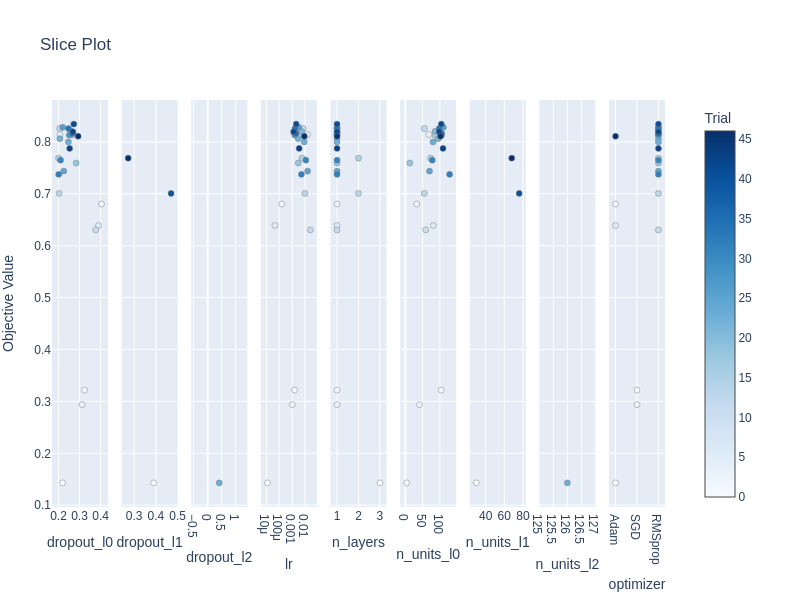 Slice Plot
Trial
Objective Value
0.8
0.7
0.6
0.5
0.4
0.3
0.2
0.1
45
40
35
30
25
20
15
10
5
0
0.2 0.3 0.4
0.3 0.4 0.5
−0.5 0 0.5 1
10μ 100μ 0.001 0.01
1 2 3
0 50 100
40 60 80
125 125.5 126 126.5 127
Adam SGD RMSprop
dropout_l0
dropout_l1
dropout_l2
lr
n_layers
n_units_l0
n_units_l1
n_units_l2
optimizer